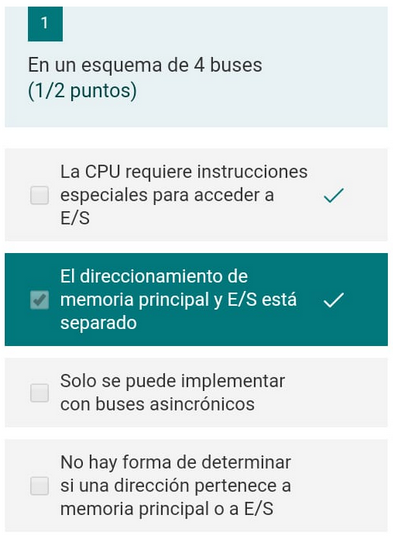 1
En un esquema de 4 buses
(1/2 puntos)
La CPU requiere instrucciones
especiales para acceder a
E/S
El direccionamiento de
memoria principal y E/S está
separado
Solo se puede implementar
con buses asincrónicos
No hay forma de determinar
si una dirección pertenece a
memoria principal o a E/S